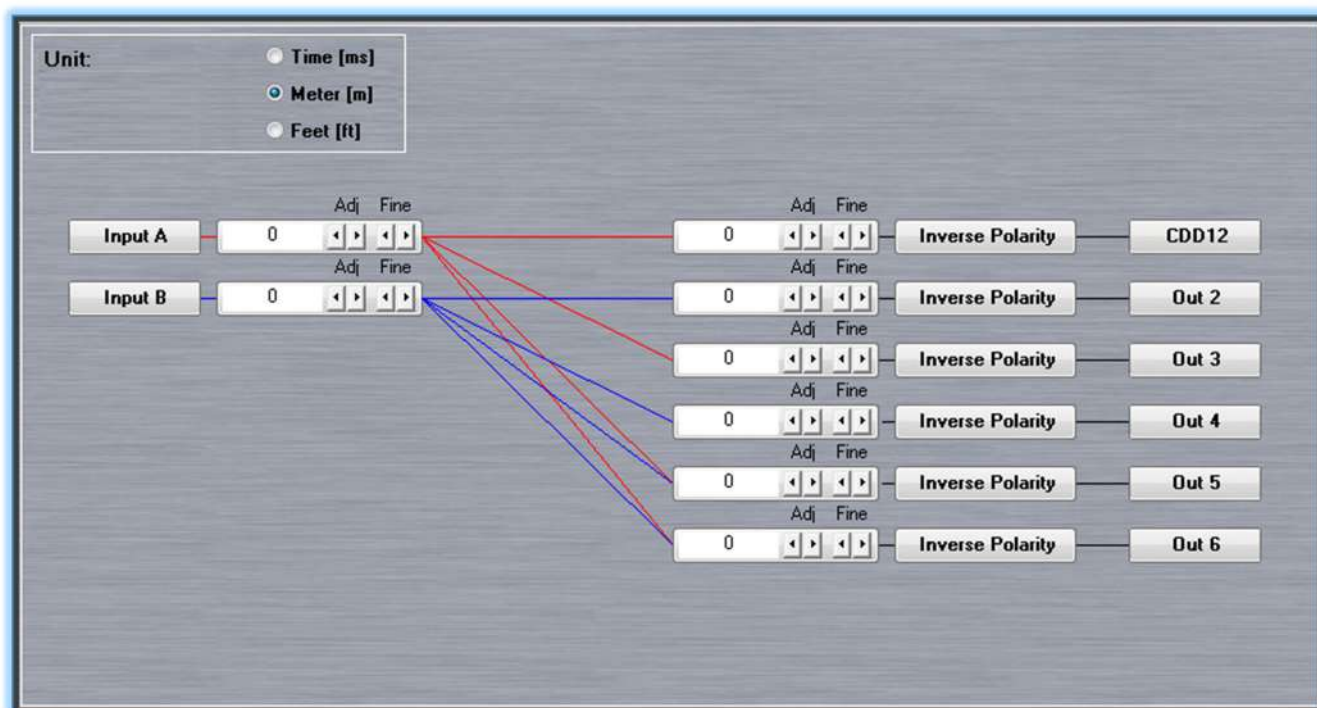 Unit:
Time [ms]
Meter [m]
Feet [ft]
Adj Fine Adj Fine
Input A 0 0 Inverse Polarity CDD12
Adj Fine Adj Fine
Input B 0 0 Inverse Polarity Out 2
Adj Fine
0 Inverse Polarity Out 3
Adj Fine
0 Inverse Polarity Out 4
Adj Fine
0 Inverse Polarity Out 5
Adj Fine
0 Inverse Polarity Out 6